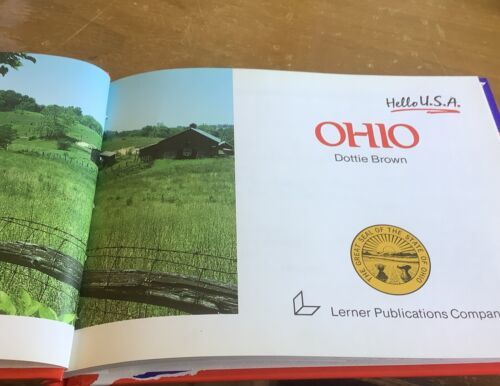 Hello U.S.A.
OHIO
Dottie Brown
THE GREAT SEAL OF THE STATE OF OHIO
Lerner Publications Compan